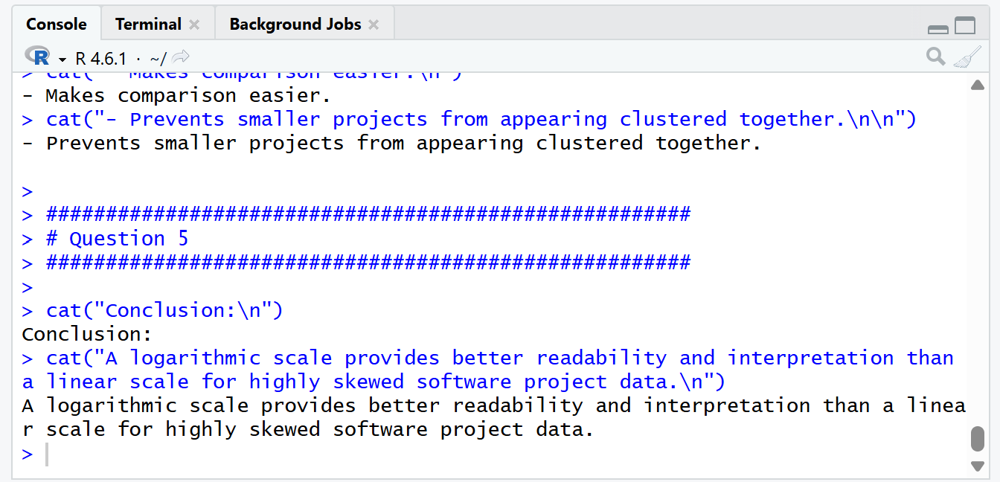 Console Terminal Background Jobs
R R 4.6.1 · ~/
> cat("- Makes comparison easier.\n")
- Makes comparison easier.
> cat("- Prevents smaller projects from appearing clustered together.\n\n")
- Prevents smaller projects from appearing clustered together.
>
> ######################################################
> # Question 5
> ######################################################
>
> cat("Conclusion:\n")
Conclusion:
> cat("A logarithmic scale provides better readability and interpretation than
a linear scale for highly skewed software project data.\n")
A logarithmic scale provides better readability and interpretation than a linea
r scale for highly skewed software project data.
>